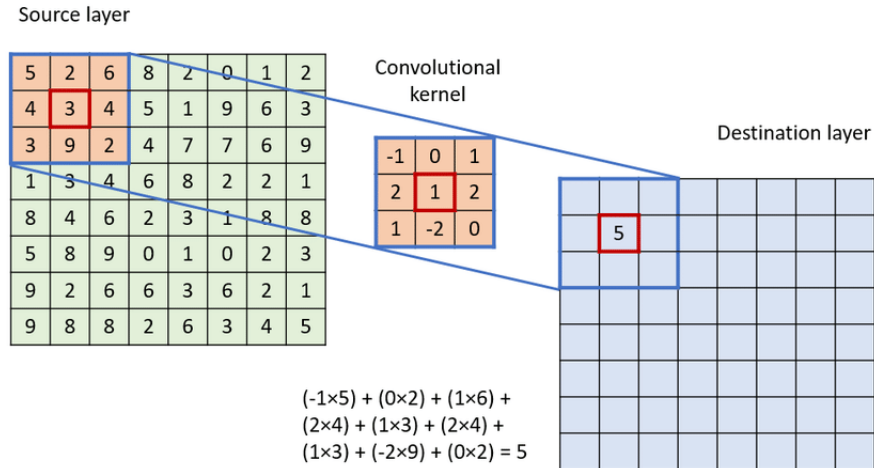 Source layer
5 2 6 8 2 0 1 2
4 3 4 5 1 9 6 3
3 9 2 4 7 7 6 9
1 3 4 6 8 2 2 1
8 4 6 2 3 1 8 8
5 8 9 0 1 0 2 3
9 2 6 6 3 6 2 1
9 8 8 2 6 3 4 5
Convolutional
kernel
-1 0 1
2 1 2
1 -2 0
Destination layer
5
(-1×5) + (0×2) + (1×6) +
(2×4) + (1×3) + (2×4) +
(1×3) + (-2×9) + (0×2) = 5